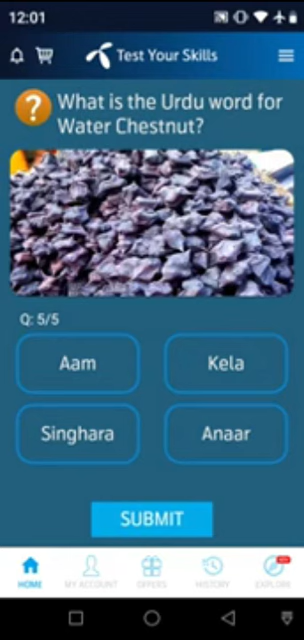 12:01
Test Your Skills
What is the Urdu word for
Water Chestnut?
Q: 5/5
Aam
Kela
Singhara
Anaar
SUBMIT
HOME
MY ACCOUNT
OFFERS
HISTORY
EXPLORE